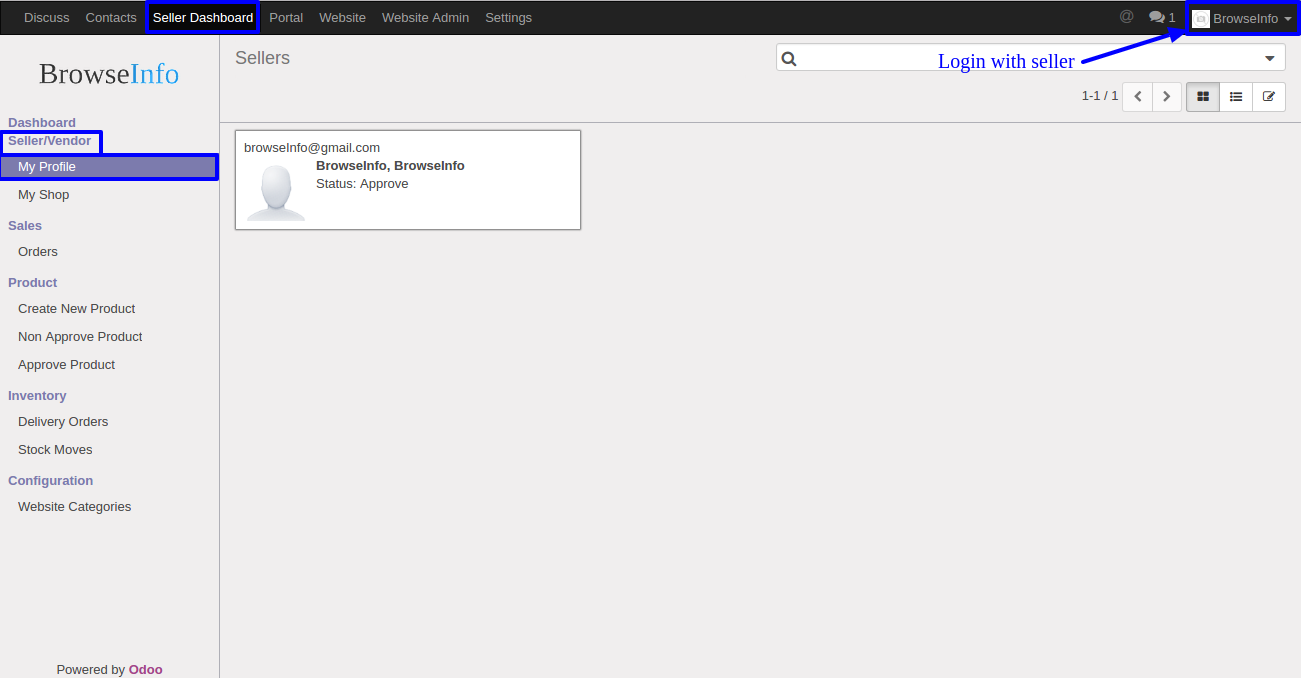 Discuss Contacts Seller Dashboard Portal Website Website Admin Settings @ 1 BrowseInfo
BrowseInfo
Dashboard
Seller/Vendor
My Profile
My Shop
Sales
Orders
Product
Create New Product
Non Approve Product
Approve Product
Inventory
Delivery Orders
Stock Moves
Configuration
Website Categories
Powered by Odoo
Sellers
Login with seller
1-1 / 1
browseInfo@gmail.com
BrowseInfo, BrowseInfo
Status: Approve